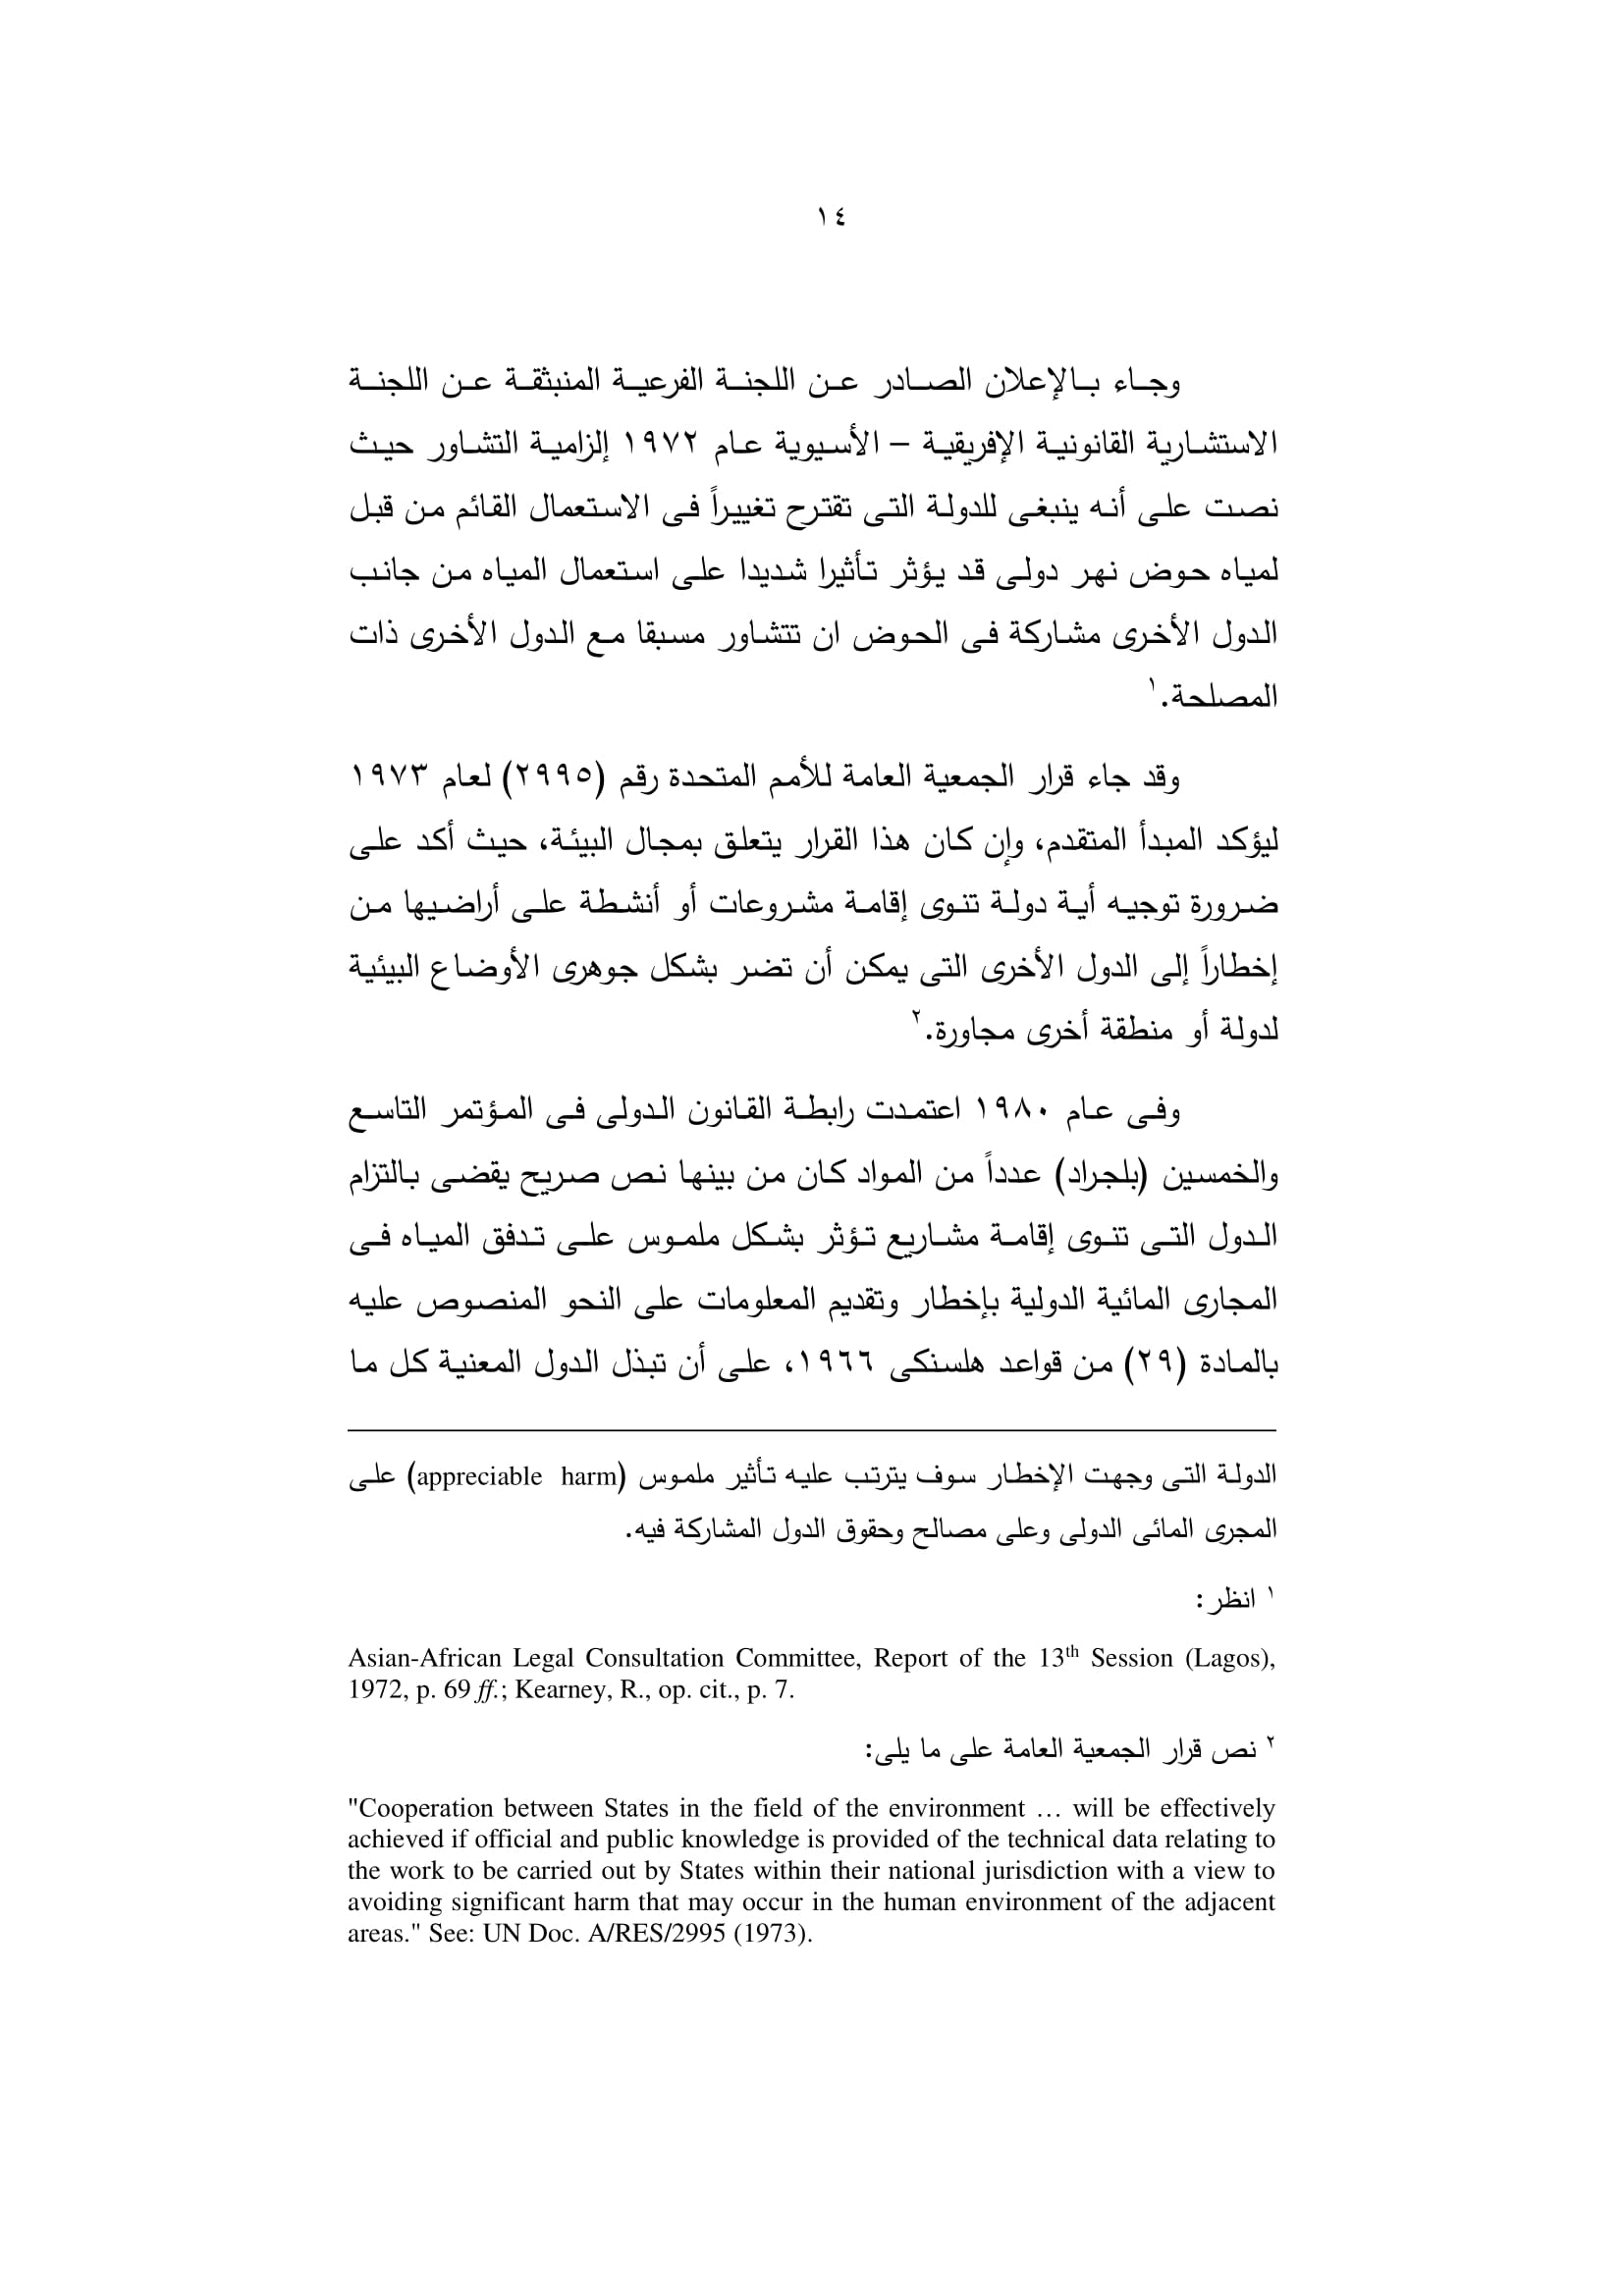 ١٤
وجاء بالإعلان الصادر عن اللجنة الفرعية المنبثقة عن اللجنة
الاستشارية القانونية الإفريقية – الأسيوية عام ١٩٧٢ إلزامية التشاور حيث
نصت على أنه ينبغى للدولة التى تقترح تغييراً فى الاستعمال القائم من قبل
لمياه حوض نهر دولى قد يؤثر تأثيرا شديدا على استعمال المياه من جانب
الدول الأخرى مشاركة فى الحوض ان تتشاور مسبقا مع الدول الأخرى ذات
المصلحة.١
وقد جاء قرار الجمعية العامة للأمم المتحدة رقم (٢٩٩٥) لعام ١٩٧٣
ليؤكد المبدأ المتقدم، وإن كان هذا القرار يتعلق بمجال البيئة، حيث أكد على
ضرورة توجيه أية دولة تنوى إقامة مشروعات أو أنشطة على أراضيها من
إخطاراً إلى الدول الأخرى التى يمكن أن تضر بشكل جوهرى الأوضاع البيئية
لدولة أو منطقة أخرى مجاورة.٢
وفى عام ١٩٨٠ اعتمدت رابطة القانون الدولى فى المؤتمر التاسع
والخمسين (بلجراد) عدداً من المواد كان من بينها نص صريح يقضى بالتزام
الدول التى تنوى إقامة مشاريع تؤثر بشكل ملموس على تدفق المياه فى
المجارى المائية الدولية بإخطار وتقديم المعلومات على النحو المنصوص عليه
بالمادة (٢٩) من قواعد هلسنكى ١٩٦٦، على أن تبذل الدول المعنية كل ما
الدولة التى وجهت الإخطار سوف يترتب عليه تأثير ملموس (appreciable harm) على
المجرى المائى الدولى وعلى مصالح وحقوق الدول المشاركة فيه.
١ انظر:
Asian-African Legal Consultation Committee, Report of the 13th Session (Lagos),
1972, p. 69 ff.; Kearney, R., op. cit., p. 7.
٢ نص قرار الجمعية العامة على ما يلى:
"Cooperation between States in the field of the environment … will be effectively
achieved if official and public knowledge is provided of the technical data relating to
the work to be carried out by States within their national jurisdiction with a view to
avoiding significant harm that may occur in the human environment of the adjacent
areas." See: UN Doc. A/RES/2995 (1973).